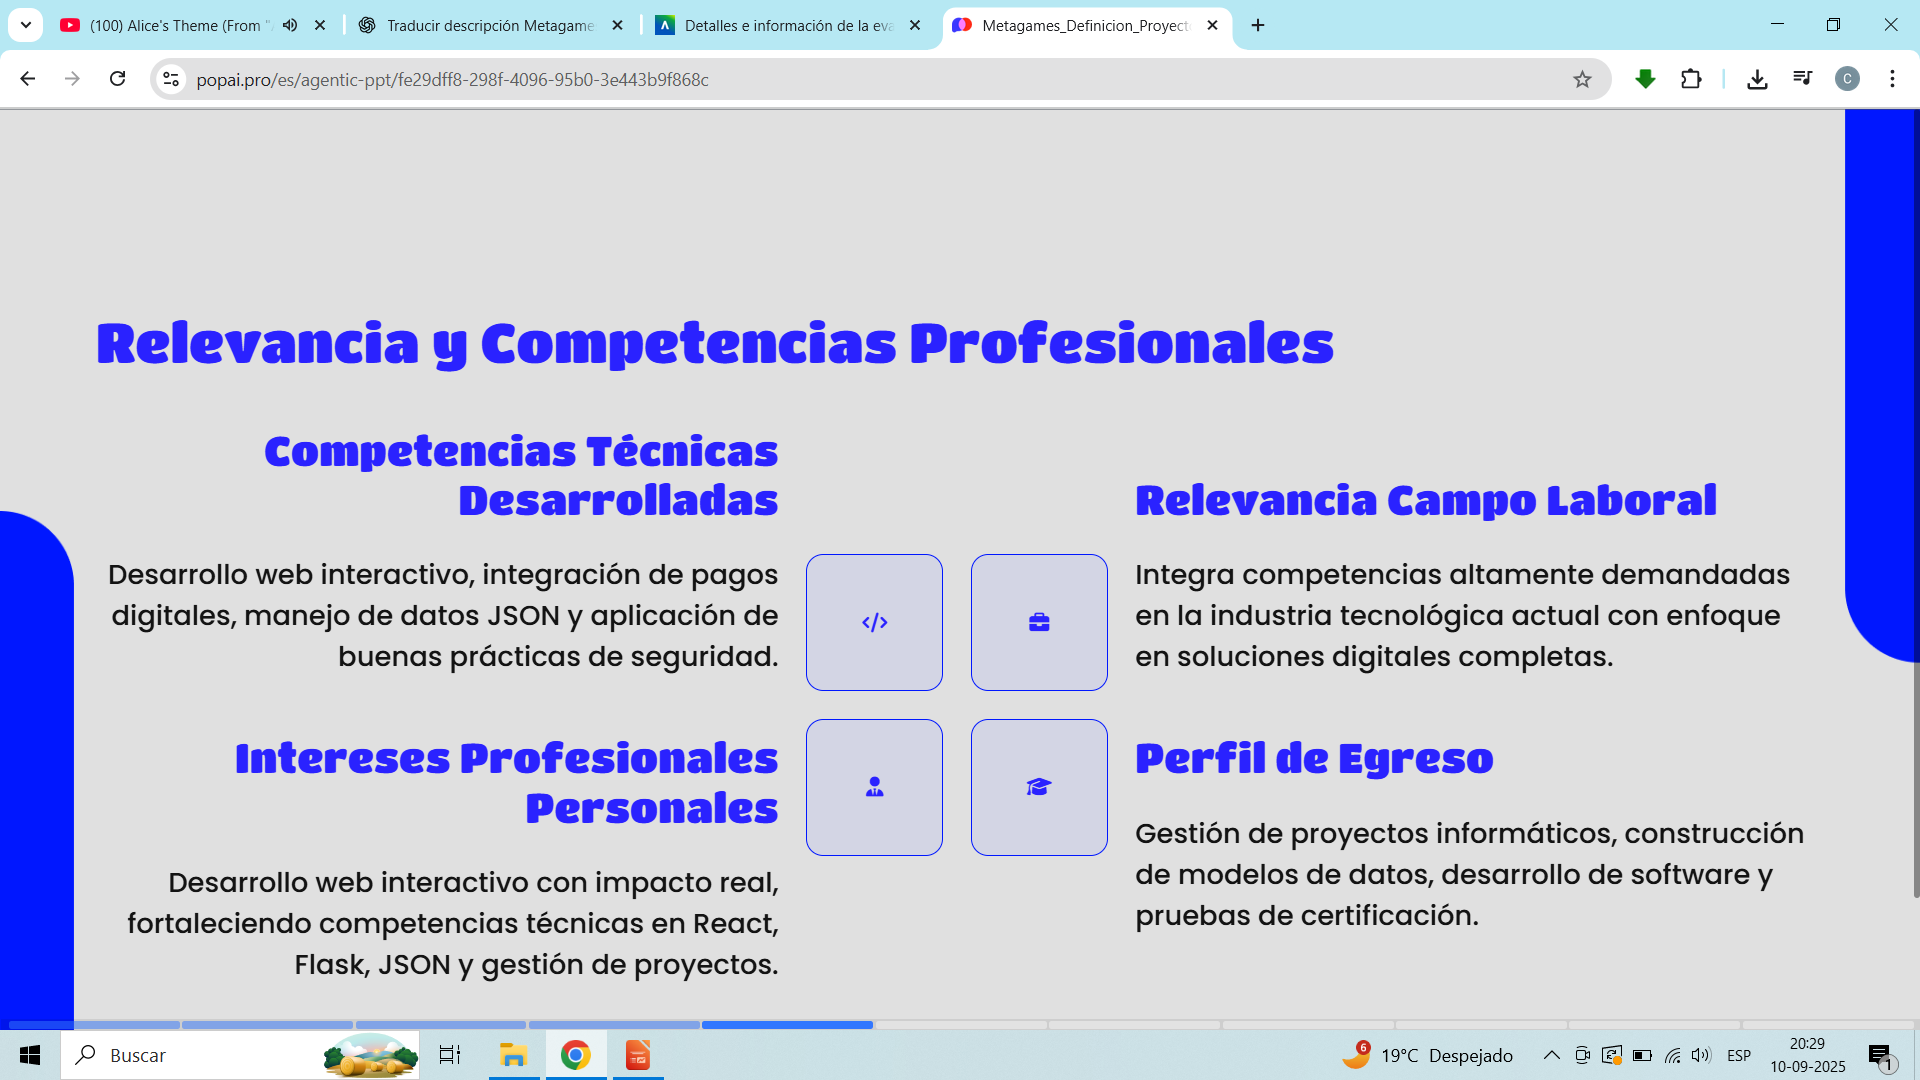 (100) Alice's Theme (From "
Traducir descripción Metagame
Detalles e información de la eva
Metagames_Definicion_Proyect
popai.pro/es/agentic-ppt/fe29dff8-298f-4096-95b0-3e443b9f868c
C
Relevancia y Competencias Profesionales
Competencias Técnicas
Desarrolladas
Desarrollo web interactivo, integración de pagos
digitales, manejo de datos JSON y aplicación de
buenas prácticas de seguridad.
Relevancia Campo Laboral
Integra competencias altamente demandadas
en la industria tecnológica actual con enfoque
en soluciones digitales completas.
Intereses Profesionales
Personales
Desarrollo web interactivo con impacto real,
fortaleciendo competencias técnicas en React,
Flask, JSON y gestión de proyectos.
Perfil de Egreso
Gestión de proyectos informáticos, construcción
de modelos de datos, desarrollo de software y
pruebas de certificación.
Buscar
6
19°C Despejado
ESP
20:29
10-09-2025
1